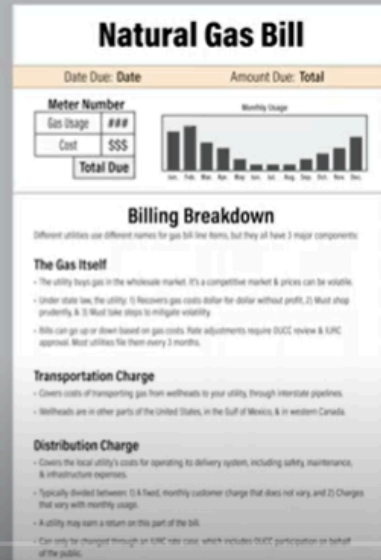 Natural Gas Bill
Date Due: Date
Amount Due: Total
Meter Number
Gas Usage ###
Cost $$$
Total Due
Monthly Usage
Jan. Feb. Mar. Apr. May Jun. Jul. Aug. Sep. Oct. Nov. Dec.
Billing Breakdown
Different utilities use different names for gas bill line items, but they all have 3 major components:
The Gas Itself
• The utility buys gas in the wholesale market. It's a competitive market & prices can be volatile.
• Under state law, the utility: 1) Recovers gas costs dollar-for-dollar without profit, 2) Must shop
prudently, & 3) Must take steps to mitigate volatility.
• Bills can go up or down based on gas costs. Rate adjustments require OUCC review & IURC
approval. Most utilities file them every 3 months.
Transportation Charge
• Covers costs of transporting gas from wellheads to your utility, through interstate pipelines.
• Wellheads are in other parts of the United States, in the Gulf of Mexico, & in western Canada.
Distribution Charge
• Covers the local utility's costs for operating its delivery system, including safety, maintenance,
& infrastructure expenses.
• Typically divided between: 1) A fixed, monthly customer charge that does not vary, and 2) Charges
that vary with monthly usage.
• A utility may earn a return on this part of the bill.
• Can only be changed through an IURC rate case, which includes OUCC participation on behalf
of the public.